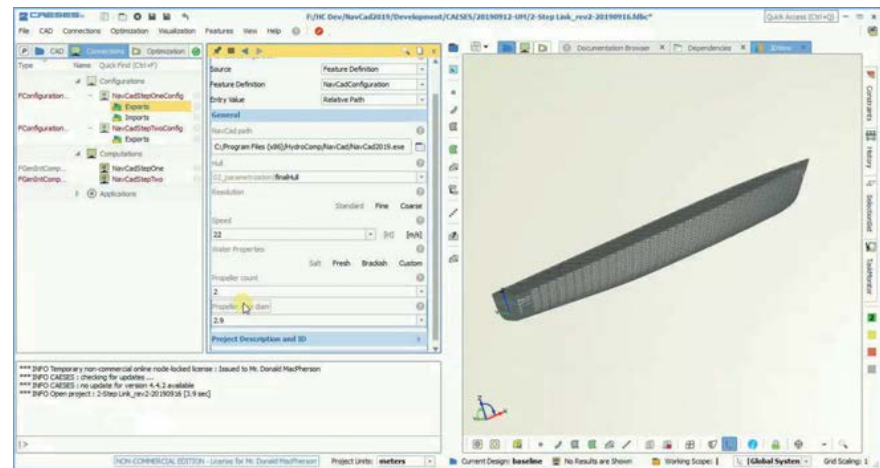 CAESES
F:/HC Dev/NavCad2019/Development/CAESES/20190912-UM/2-Step Link_rev2-20190916.fdbc*
Quick Access (Ctrl+Q)
File CAD Connections Optimization Visualization Features View Help
CAD Connections Optimization
Documentation Browser Dependencies
Type Name Quick Find (Ctrl+F)
Configurations
FConfiguration... NavCadStepOneConfig
Exports
Imports
FConfiguration... NavCadStepTwoConfig
Exports
Computations
FGenIntComp... NavCadStepOne
FGenIntComp... NavCadStepTwo
Applications
Source Feature Definition
Feature Definition NavCadConfiguration
Entry Value Relative Path
General
NavCad path
C:/Program Files (x86)/HydroComp/NavCad/NavCad2019.exe
Hull
finalHull
Resolution
Standard Fine Coarse
Speed
22 [kt] [m/s]
Water Properties
Salt Fresh Brackish Custom
Propeller count
2
Propeller diam
2.9
Project Description and ID
Constraints
History
SelectionSet
TaskMonitor
*** INFO Temporary non-commercial online node-locked license : Issued to Mr. Donald MacPherson
*** INFO CAESES : checking for updates ...
*** INFO CAESES : no update for version 4.4.2 available
*** INFO Open project : 2-Step Link_rev2-20190916 [3.9 sec]
|>
NON-COMMERCIAL EDITION - License for Mr. Donald MacPherson Project Units: meters
Current Design: baseline No Results are Shown Working Scope: | [Global System Grid Scaling: 1